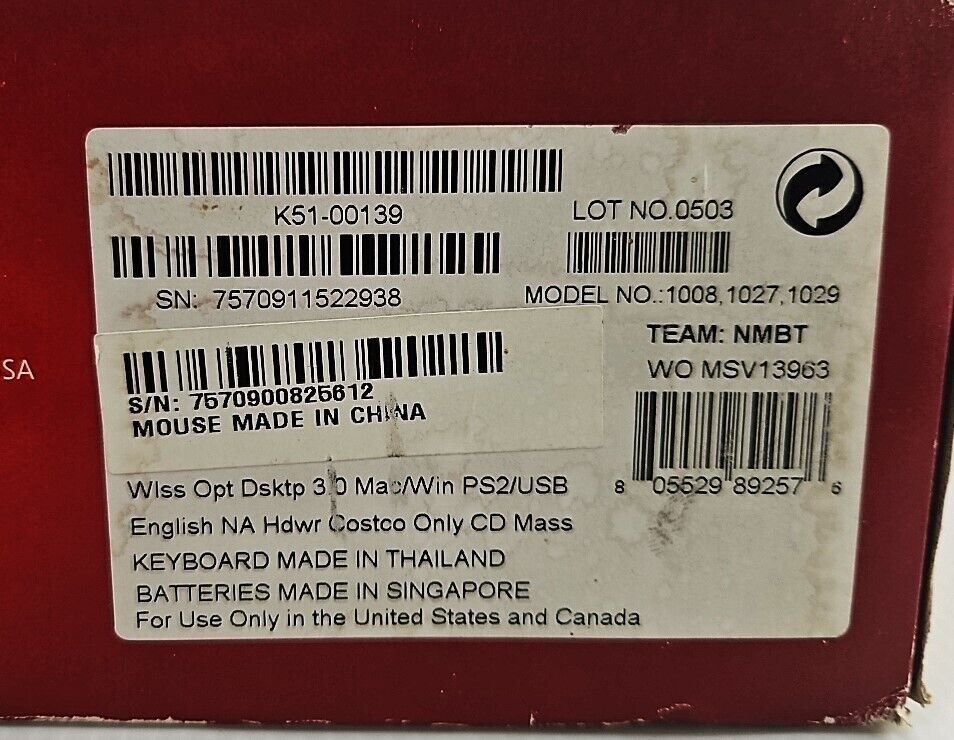 K51-00139
LOT NO.0503
SN: 7570911522938
MODEL NO.:1008,1027,1029
TEAM: NMBT
WO MSV13963
SA
S/N: 7570900825612
MOUSE MADE IN CHINA
8 05529 89257 6
Wlss Opt Dsktp 3.0 Mac/Win PS2/USB
English NA Hdwr Costco Only CD Mass
KEYBOARD MADE IN THAILAND
BATTERIES MADE IN SINGAPORE
For Use Only in the United States and Canada